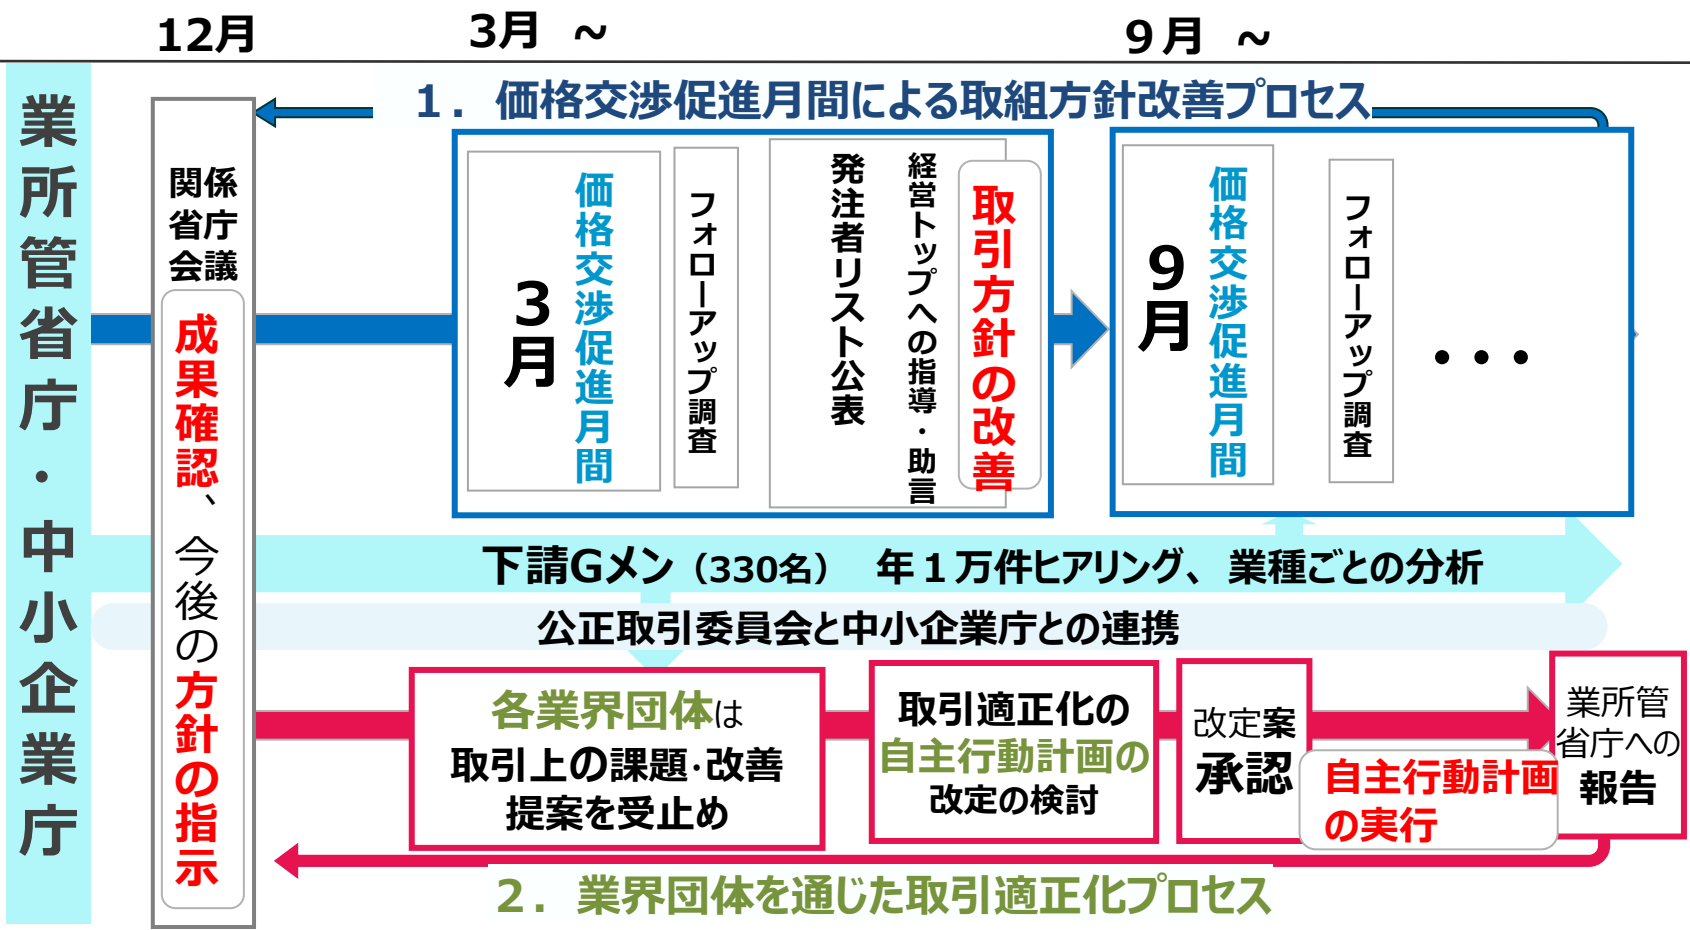 12月
3月 ~
９月 ~
業所管省庁・中小企業庁
１．価格交渉促進月間による取組方針改善プロセス
関係
省庁
会議
成果確認、今後の方針の指示
3月
価格交渉促進月間
フォローアップ調査
発注者リスト公表
経営トップへの指導・助言
取引方針の改善
9月
価格交渉促進月間
フォローアップ調査
・・・
下請Gメン（330名） 年１万件ヒアリング、業種ごとの分析
公正取引委員会と中小企業庁との連携
各業界団体は
取引上の課題･改善
提案を受止め
取引適正化の
自主行動計画の
改定の検討
改定案
承認
自主行動計画
の実行
業所管
省庁への
報告
２．業界団体を通じた取引適正化プロセス